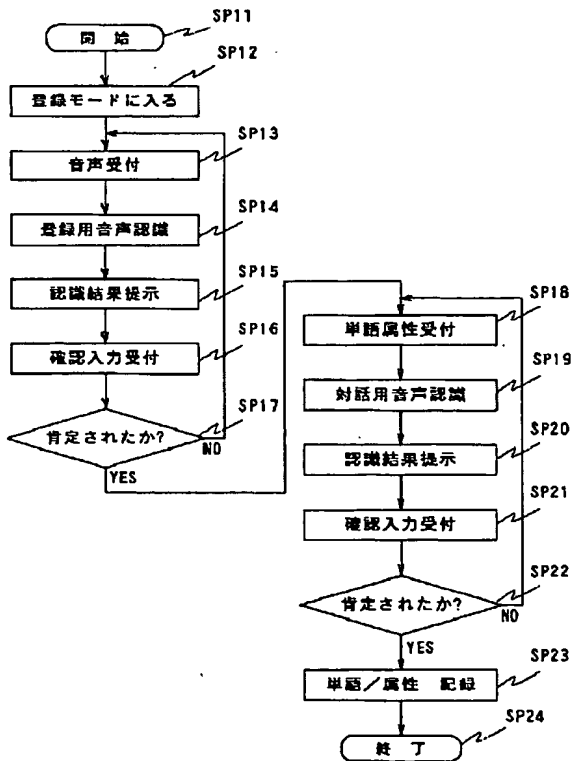 SP11
開 始
SP12
登録モードに入る
SP13
音声受付
SP14
登録用音声認識
SP15
認識結果提示
SP16
確認入力受付
SP17
肯定されたか?
NO
YES
SP18
単語属性受付
SP19
対話用音声認識
SP20
認識結果提示
SP21
確認入力受付
SP22
肯定されたか?
NO
YES
SP23
単語/属性 記録
SP24
終 了